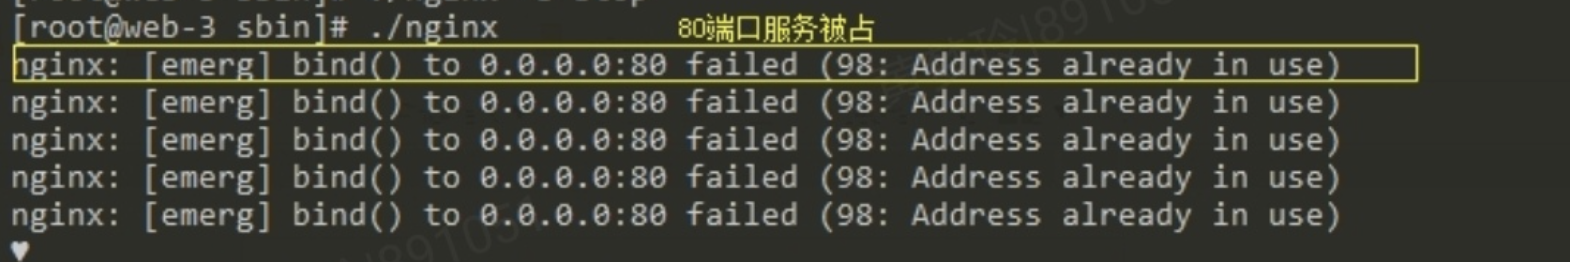 [root@web-3 sbin]# ./nginx 80端口服务被占
nginx: [emerg] bind() to 0.0.0.0:80 failed (98: Address already in use)
nginx: [emerg] bind() to 0.0.0.0:80 failed (98: Address already in use)
nginx: [emerg] bind() to 0.0.0.0:80 failed (98: Address already in use)
nginx: [emerg] bind() to 0.0.0.0:80 failed (98: Address already in use)
nginx: [emerg] bind() to 0.0.0.0:80 failed (98: Address already in use)